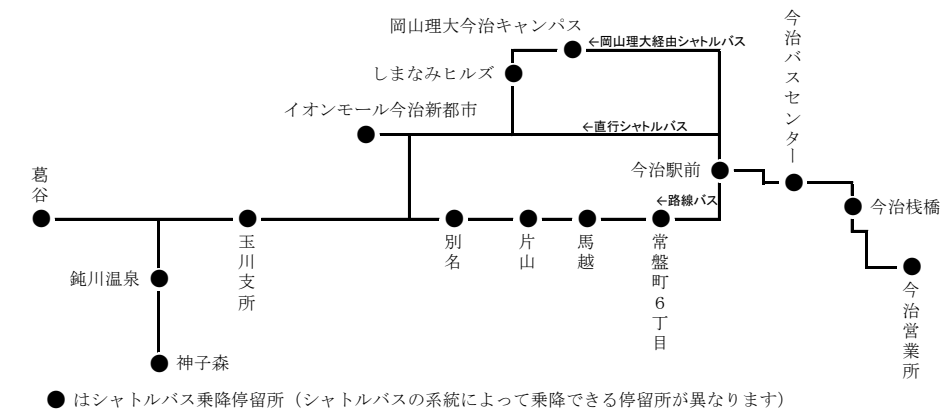 岡山理大今治キャンパス
←岡山理大経由シャトルバス
今治バスセンター
しまなみヒルズ
イオンモール今治新都市
←直行シャトルバス
今治駅前
葛谷
←路線バス
今治桟橋
玉川支所
別名
片山
馬越
常盤町6丁目
鈍川温泉
今治営業所
神子森
●はシャトルバス乗降停留所（シャトルバスの系統によって乗降できる停留所が異なります）